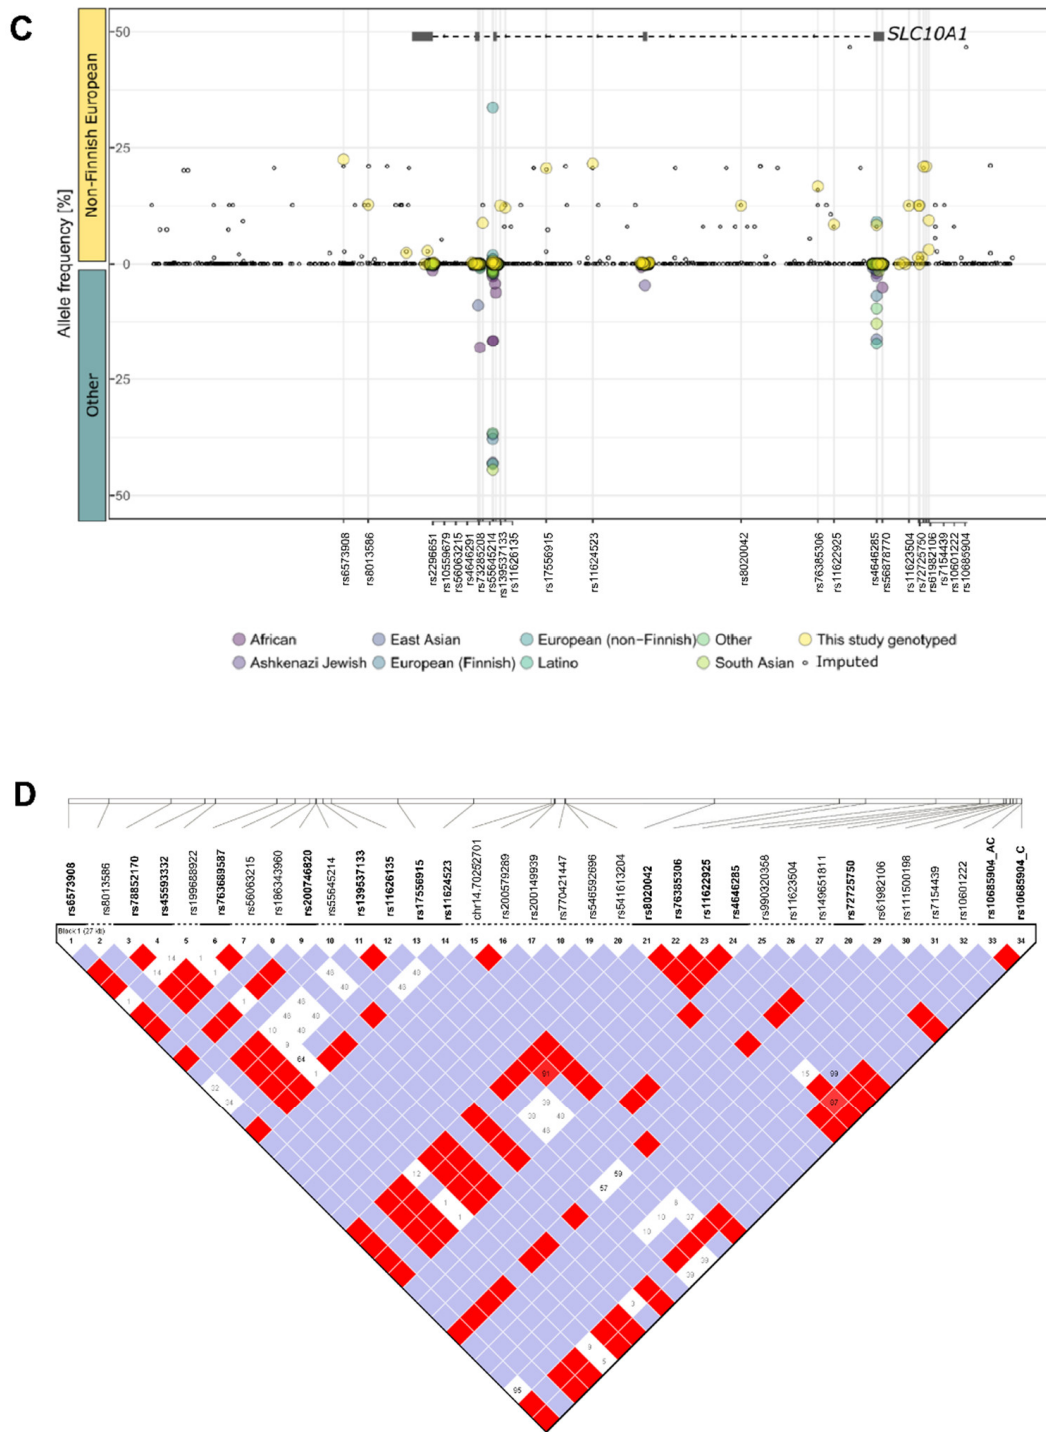 C
50
SLC10A1
Non-Finnish European
25
0
Allele frequency [%]
Other
25
50
rs6573908
rs8013586
rs2296651
rs10559679
rs56063215
rs4646291
rs73285208
rs55645214
rs139537133
rs11626135
rs17556915
rs11624523
rs8020042
rs76385306
rs11622925
rs4646285
rs56878770
rs11623504
rs72725750
rs61982106
rs7154439
rs10601222
rs10685904
African East Asian European (non-Finnish) Other This study genotyped
Ashkenazi Jewish European (Finnish) Latino South Asian Imputed
D
rs6573908
rs8013586
rs78852170
rs45593332
rs199688922
rs763689587
rs56063215
rs186343960
rs200746820
rs55645214
rs139537133
rs11626135
rs17556915
rs11624523
chr14.70252701
rs200579289
rs200149939
rs770421447
rs546592696
rs541613204
rs8020042
rs76385306
rs11622925
rs4646285
rs990320358
rs11623504
rs149651811
rs72725750
rs61982106
rs111500198
rs7154439
rs10601222
rs10685904_AC
rs10685904_C
Block 1 (27 kb)
1 2 3 4 5 6 7 8 9 10 11 12 13 14 15 16 17 18 19 20 21 22 23 24 25 26 27 28 29 30 31 32 33 34